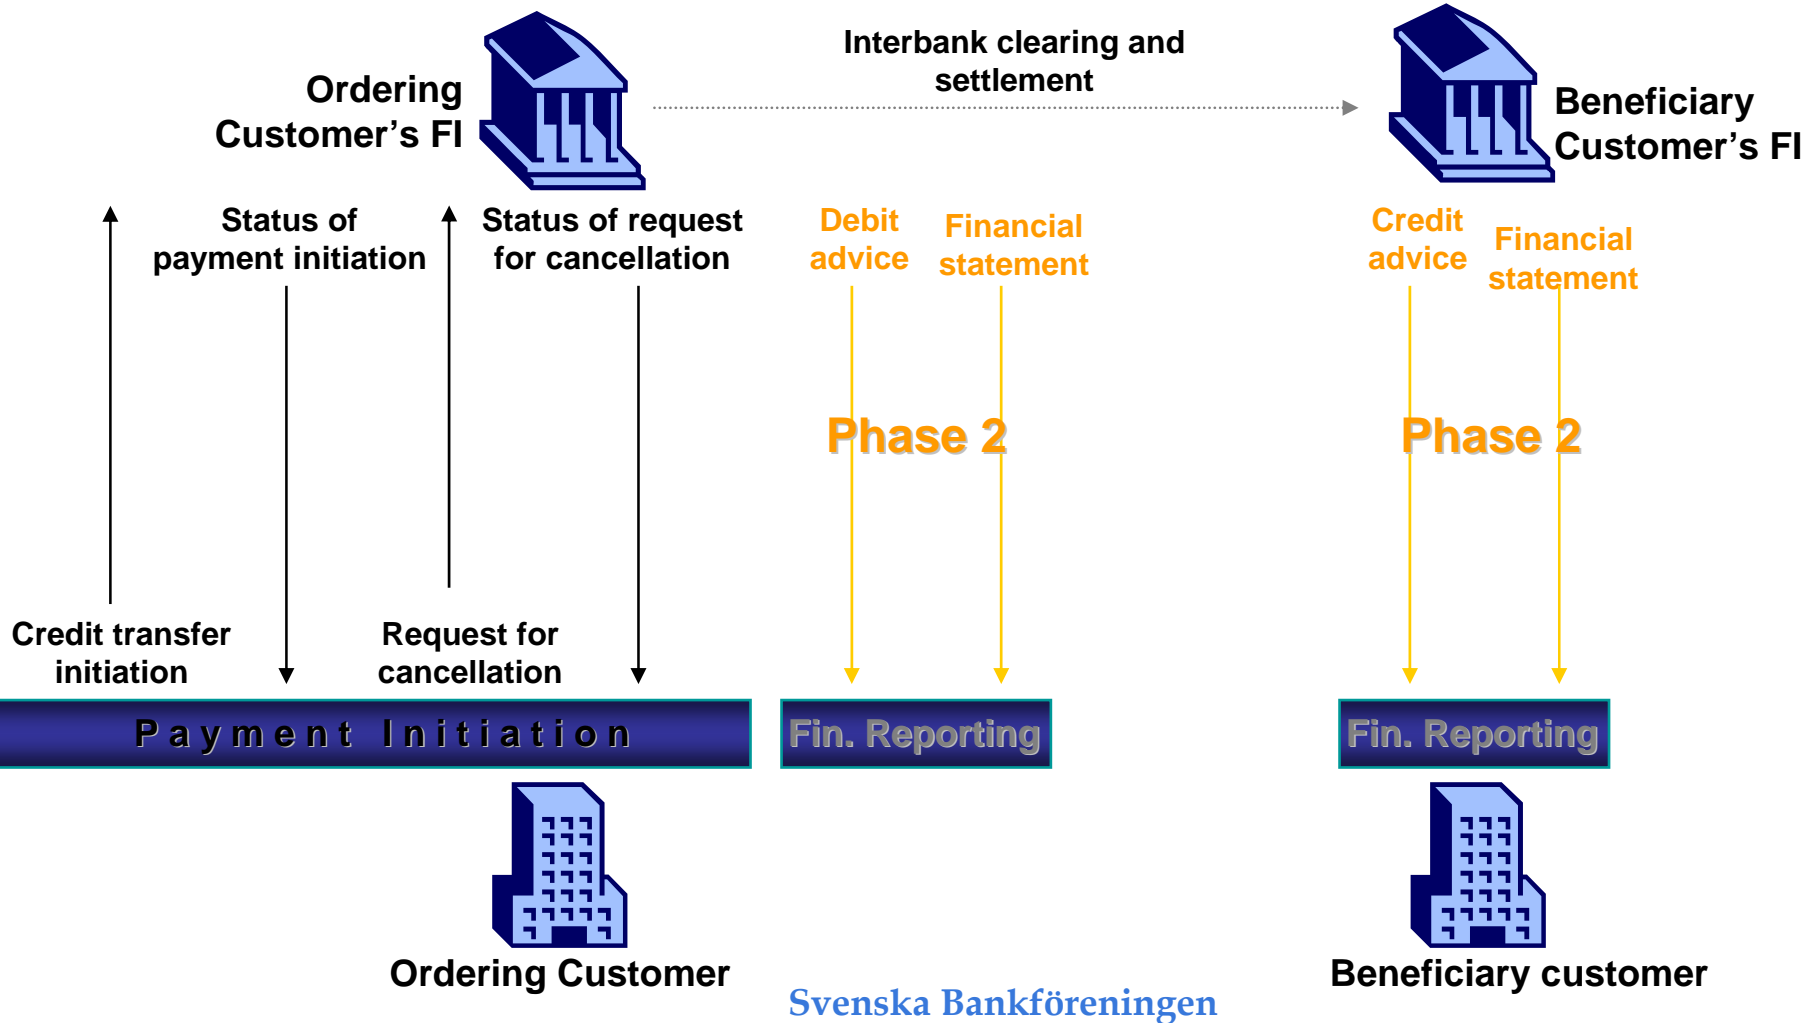 Interbank clearing and
settlement
Ordering
Customer’s FI
Beneficiary
Customer’s FI
Status of
payment initiation
Status of request
for cancellation
Debit
advice
Financial
statement
Credit
advice
Financial
statement
Phase 2
Phase 2
Credit transfer
initiation
Request for
cancellation
Payment Initiation
Fin. Reporting
Fin. Reporting
Ordering Customer
Beneficiary customer
Svenska Bankföreningen